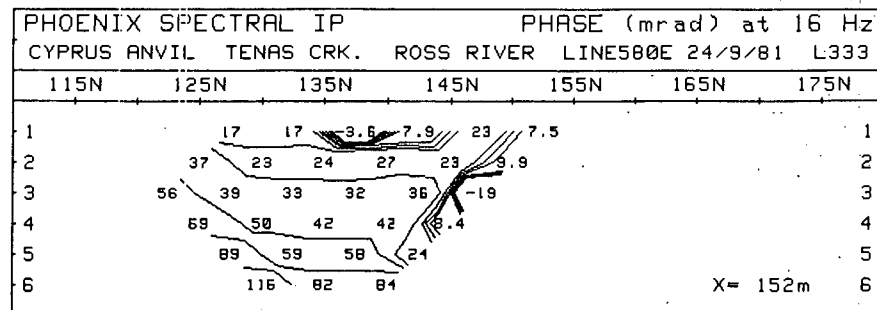 PHOENIX SPECTRAL IP PHASE (mrad) at 16 Hz
CYPRUS ANVIL TENAS CRK. ROSS RIVER LINE580E 24/9/81 L333
115N 125N 135N 145N 155N 165N 175N
1 17 17 -3.6 7.9 23 7.5 1
2 37 23 24 27 23 9.9 2
3 56 39 33 32 36 -19 3
4 69 50 42 42 8.4 4
5 89 59 58 24 5
6 116 82 84 X= 152m 6